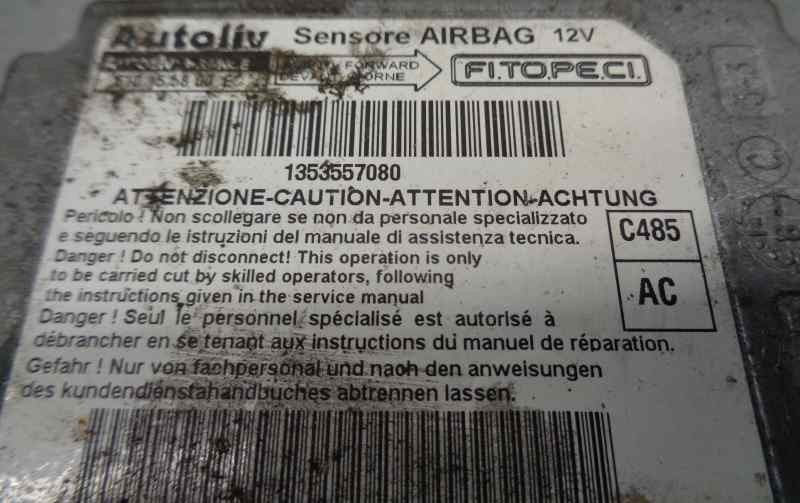 Autoliv Sensore AIRBAG 12V
FORWARD
FI.TO.PE.CI.
1353557080
ATTENZIONE-CAUTION-ATTENTION-ACHTUNG
Pericolo ! Non scollegare se non da personale specializzato
e seguendo le istruzioni del manuale di assistenza tecnica.
Danger ! Do not disconnect! This operation is only
to be carried cut by skilled operators, following
the instructions given in the service manual
Danger ! Seul le personnel spécialisé est autorisé à
débrancher en se tenant aux instructions du manuel de réparation.
Gefahr ! Nur von fachpersonal und nach den anweisungen
des kundendienstahandbuches abtrennen lassen.
C485
AC